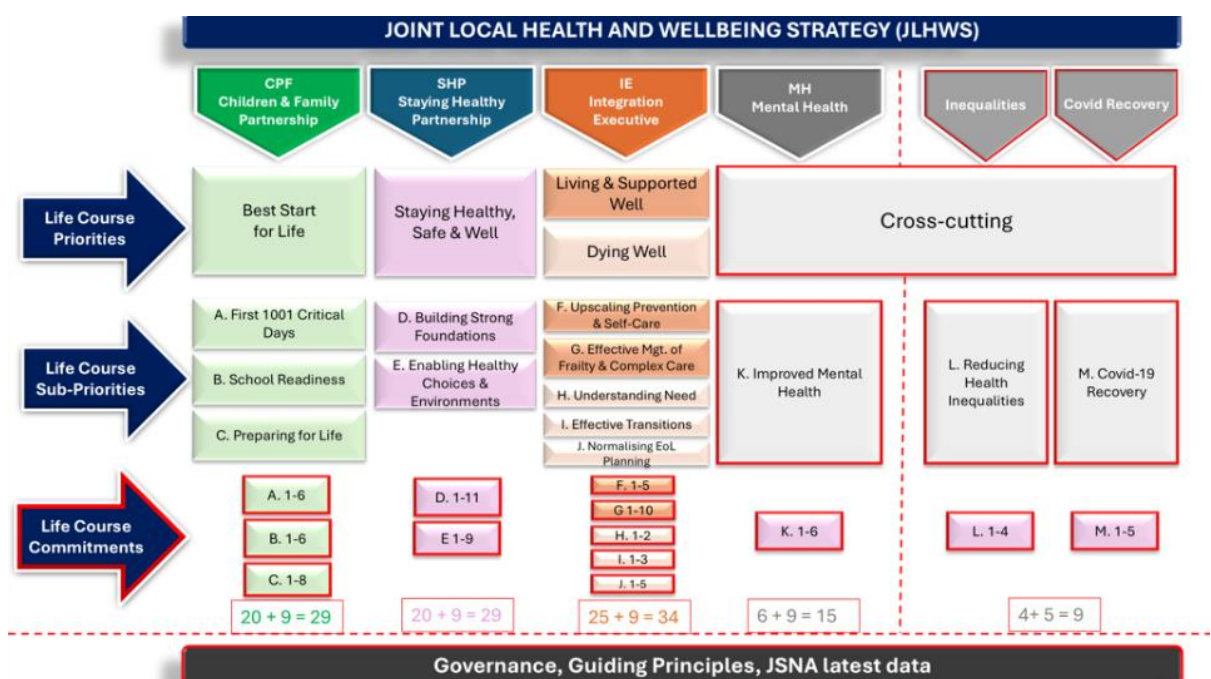 JOINT LOCAL HEALTH AND WELLBEING STRATEGY (JLHWS)
CPF
Children & Family
Partnership
SHP
Staying Healthy
Partnership
IE
Integration
Executive
MH
Mental Health
Inequalities
Covid Recovery
Life Course
Priorities
Best Start
for Life
Staying Healthy,
Safe & Well
Living & Supported
Well
Dying Well
Cross-cutting
Life Course
Sub-Priorities
A. First 1001 Critical
Days
B. School Readiness
C. Preparing for Life
D. Building Strong
Foundations
E. Enabling Healthy
Choices &
Environments
F. Upscaling Prevention
& Self-Care
G. Effective Mgt. of
Frailty & Complex Care
H. Understanding Need
I. Effective Transitions
J. Normalising EoL
Planning
K. Improved Mental
Health
L. Reducing
Health
Inequalities
M. Covid-19
Recovery
Life Course
Commitments
A. 1-6
B. 1-6
C. 1-8
D. 1-11
E 1-9
F. 1-5
G 1-10
H. 1-2
I. 1-3
J. 1-5
K. 1-6
L. 1-4
M. 1-5
20 + 9 = 29
20 + 9 = 29
25 + 9 = 34
6 + 9 = 15
4+ 5 = 9
Governance, Guiding Principles, JSNA latest data